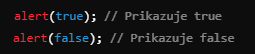 alert(true); // Prikazuje true
alert(false); // Prikazuje false